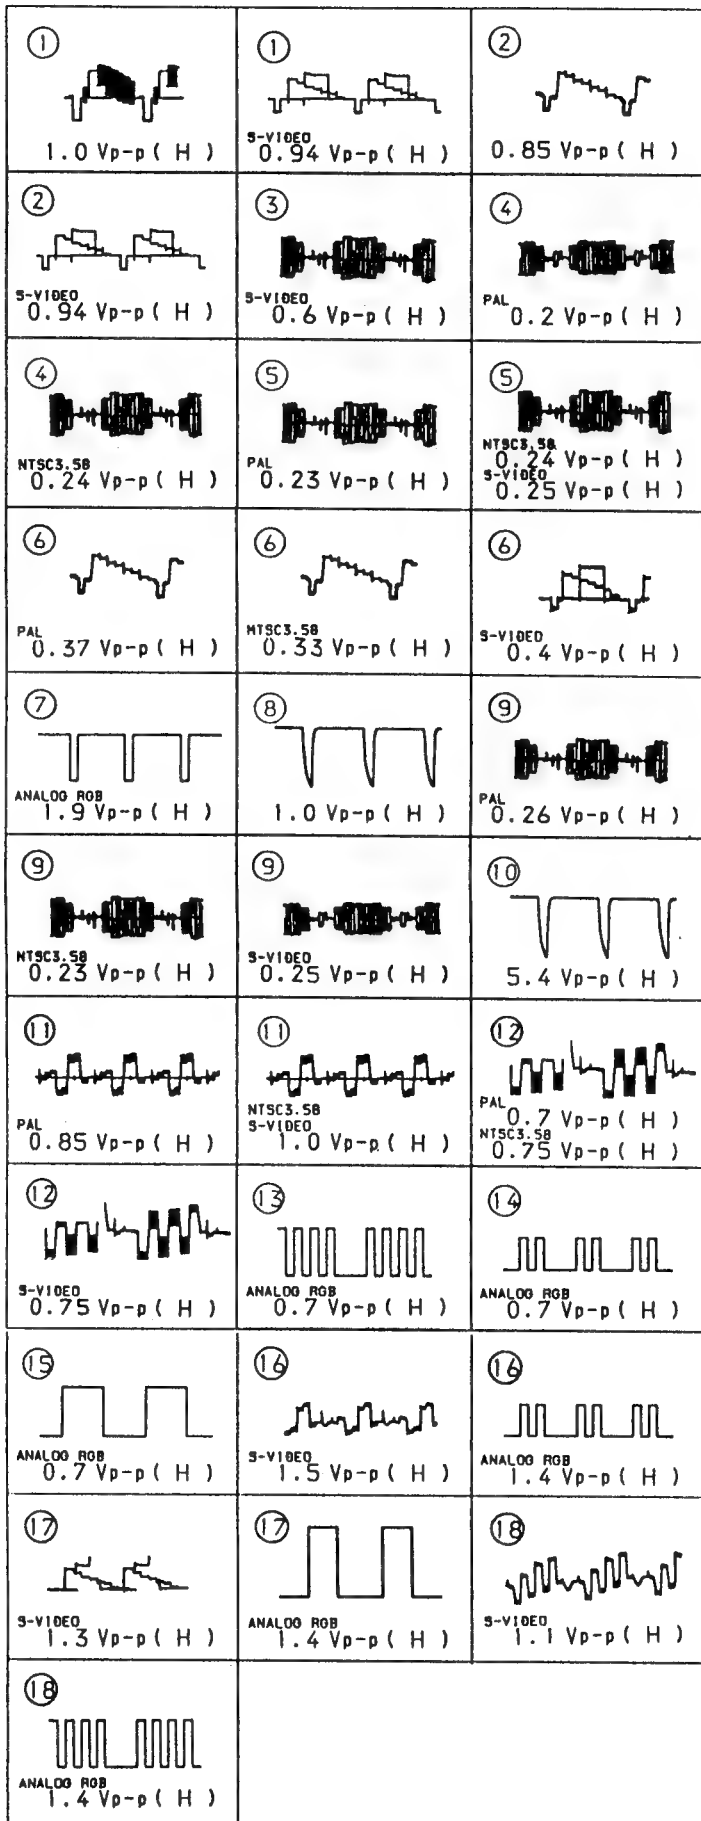 ①
1.0 Vp-p ( H )
①
S-VIDEO
0.94 Vp-p ( H )
②
0.85 Vp-p ( H )
②
S-VIDEO
0.94 Vp-p ( H )
③
S-VIDEO
0.6 Vp-p ( H )
④
PAL
0.2 Vp-p ( H )
④
NTSC3.58
0.24 Vp-p ( H )
⑤
PAL
0.23 Vp-p ( H )
⑤
NTSC3.58
0.24 Vp-p ( H )
S-VIDEO
0.25 Vp-p ( H )
⑥
PAL
0.37 Vp-p ( H )
⑥
NTSC3.58
0.33 Vp-p ( H )
⑥
S-VIDEO
0.4 Vp-p ( H )
⑦
ANALOG RGB
1.9 Vp-p ( H )
⑧
1.0 Vp-p ( H )
⑨
PAL
0.26 Vp-p ( H )
⑨
NTSC3.58
0.23 Vp-p ( H )
⑨
S-VIDEO
0.25 Vp-p ( H )
⑩
5.4 Vp-p ( H )
⑪
PAL
0.85 Vp-p ( H )
⑪
NTSC3.58
S-VIDEO
1.0 Vp-p ( H )
⑫
PAL
0.7 Vp-p ( H )
NTSC3.58
0.75 Vp-p ( H )
⑫
S-VIDEO
0.75 Vp-p ( H )
⑬
ANALOG RGB
0.7 Vp-p ( H )
⑭
ANALOG RGB
0.7 Vp-p ( H )
⑮
ANALOG RGB
0.7 Vp-p ( H )
⑯
S-VIDEO
1.5 Vp-p ( H )
⑯
ANALOG RGB
1.4 Vp-p ( H )
⑰
S-VIDEO
1.3 Vp-p ( H )
⑰
ANALOG RGB
1.4 Vp-p ( H )
⑱
S-VIDEO
1.1 Vp-p ( H )
⑱
ANALOG RGB
1.4 Vp-p ( H )